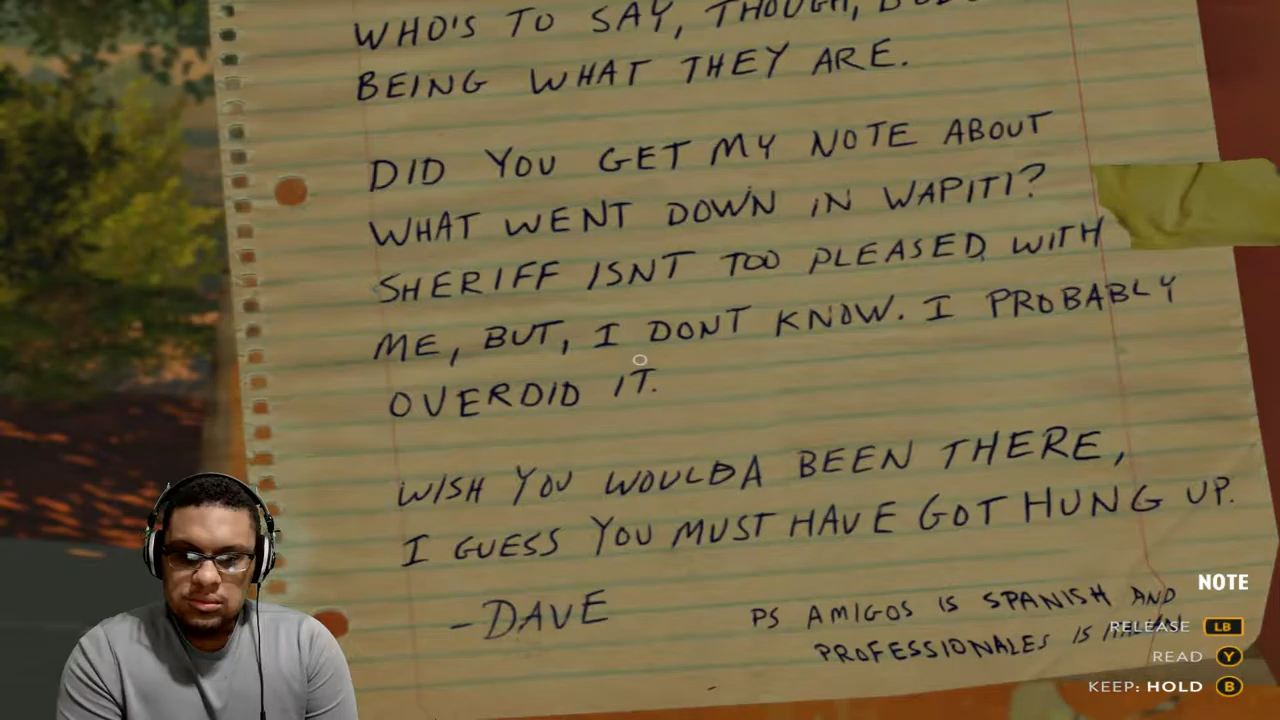 WHO'S TO SAY, THOUGH,
BEING WHAT THEY ARE.
DID YOU GET MY NOTE ABOUT
WHAT WENT DOWN IN WAPITI?
SHERIFF ISNT TOO PLEASED WITH
ME, BUT, I DONT KNOW. I PROBABLY
OVERDID IT.
WISH YOU WOULDA BEEN THERE,
I GUESS YOU MUST HAVE GOT HUNG UP.
-DAVE
PS AMIGOS IS SPANISH AND
PROFESSIONALES IS
NOTE
RELEASE LB
READ Y
KEEP: HOLD B